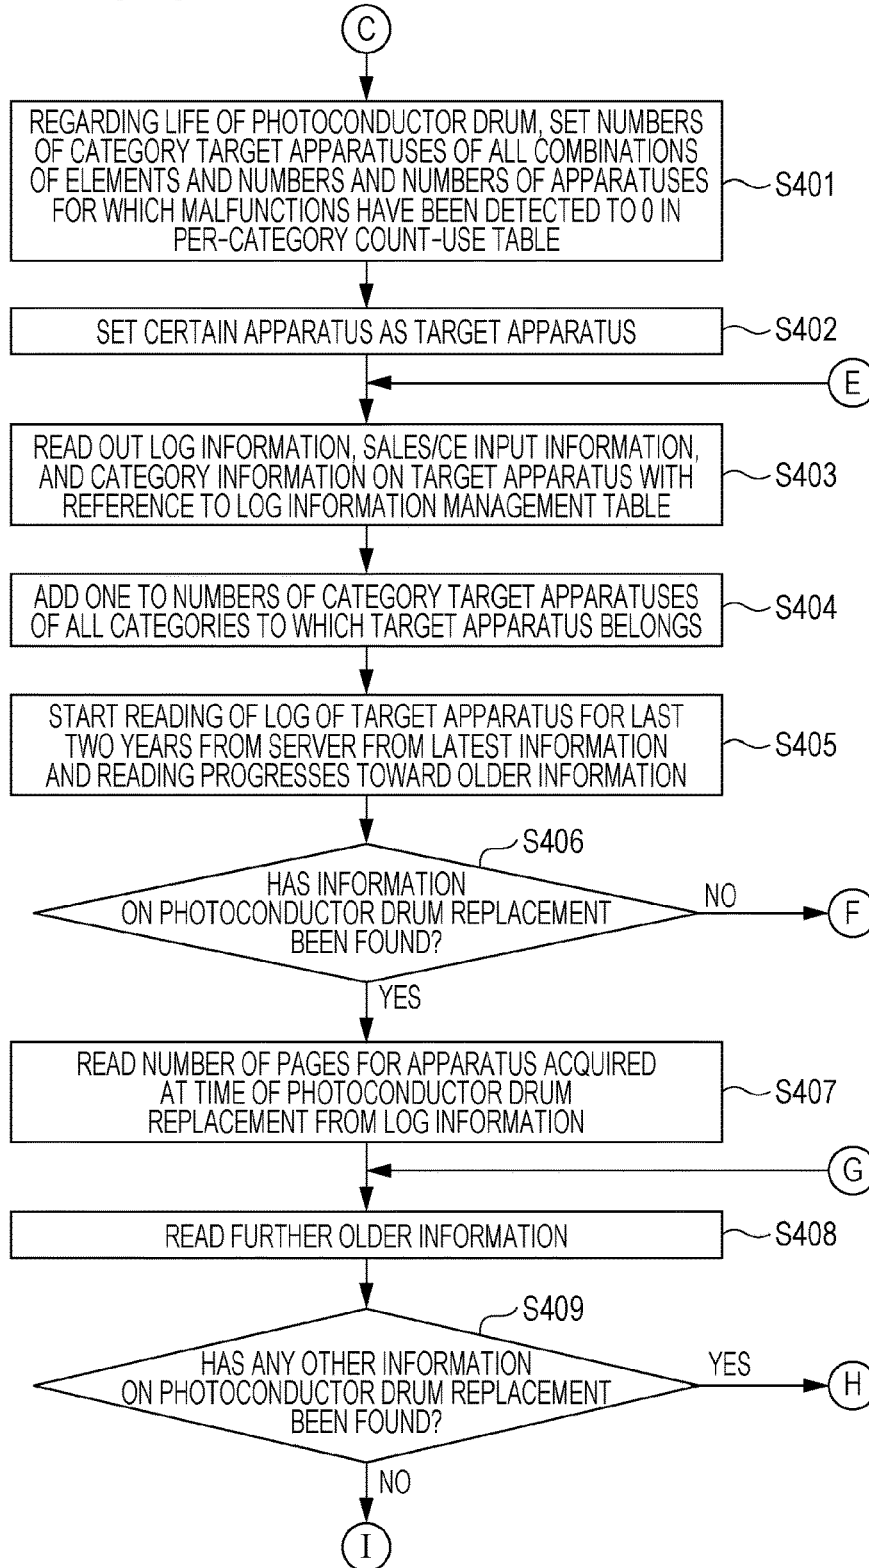 C
REGARDING LIFE OF PHOTOCONDUCTOR DRUM, SET NUMBERS
OF CATEGORY TARGET APPARATUSES OF ALL COMBINATIONS
OF ELEMENTS AND NUMBERS AND NUMBERS OF APPARATUSES
FOR WHICH MALFUNCTIONS HAVE BEEN DETECTED TO 0 IN
PER-CATEGORY COUNT-USE TABLE
S401
SET CERTAIN APPARATUS AS TARGET APPARATUS
S402
E
READ OUT LOG INFORMATION, SALES/CE INPUT INFORMATION,
AND CATEGORY INFORMATION ON TARGET APPARATUS WITH
REFERENCE TO LOG INFORMATION MANAGEMENT TABLE
S403
ADD ONE TO NUMBERS OF CATEGORY TARGET APPARATUSES
OF ALL CATEGORIES TO WHICH TARGET APPARATUS BELONGS
S404
START READING OF LOG OF TARGET APPARATUS FOR LAST
TWO YEARS FROM SERVER FROM LATEST INFORMATION
AND READING PROGRESSES TOWARD OLDER INFORMATION
S405
S406
HAS INFORMATION
ON PHOTOCONDUCTOR DRUM REPLACEMENT
BEEN FOUND?
NO
F
YES
READ NUMBER OF PAGES FOR APPARATUS ACQUIRED
AT TIME OF PHOTOCONDUCTOR DRUM
REPLACEMENT FROM LOG INFORMATION
S407
G
READ FURTHER OLDER INFORMATION
S408
S409
HAS ANY OTHER INFORMATION
ON PHOTOCONDUCTOR DRUM REPLACEMENT
BEEN FOUND?
YES
H
NO
I